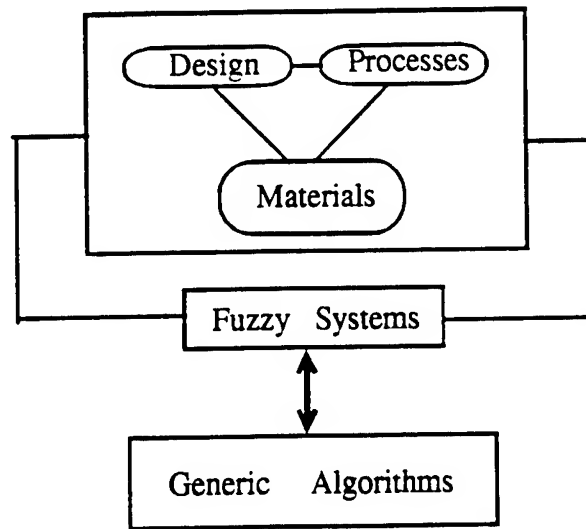 Design
Processes
Materials
Fuzzy Systems
Generic Algorithms